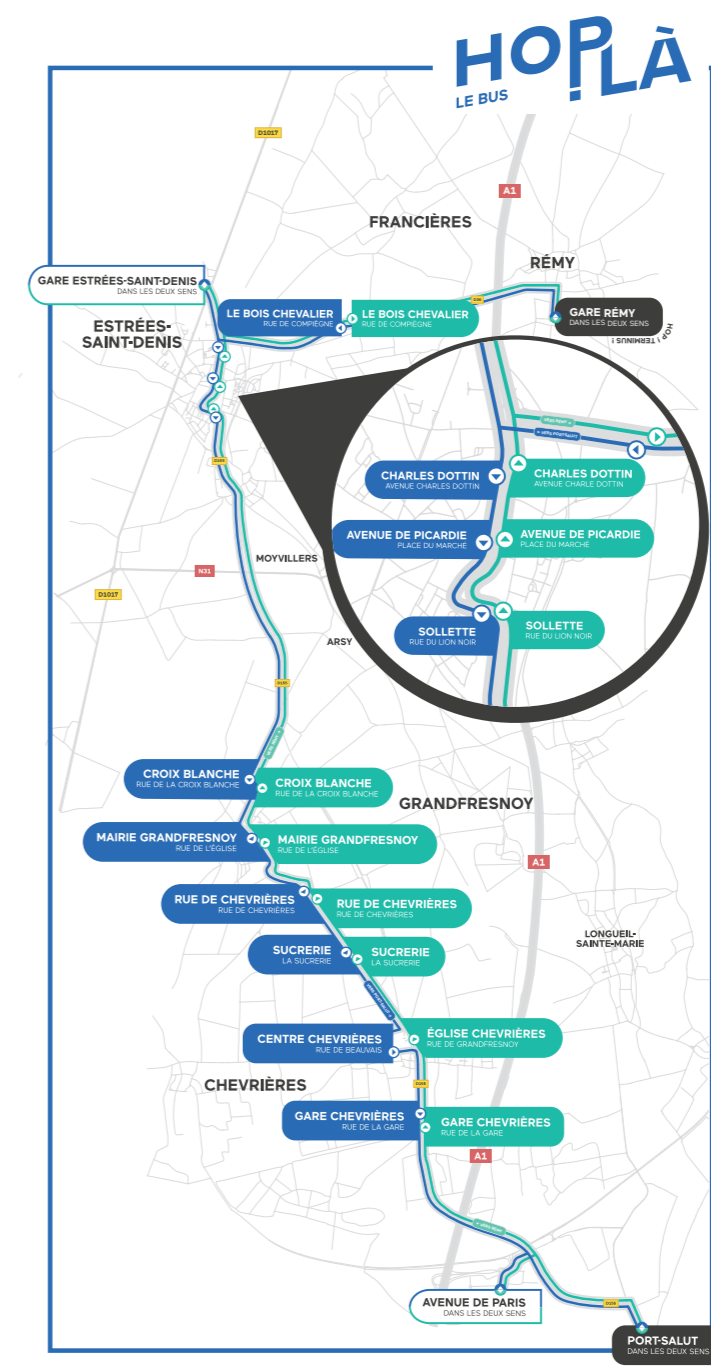 HOP LÀ !
LE BUS
D1017
A1
FRANCIÈRES
RÉMY
GARE ESTRÉES-SAINT-DENIS
DANS LES DEUX SENS
LE BOIS CHEVALIER
RUE DE COMPIÈGNE
LE BOIS CHEVALIER
RUE DE COMPIÈGNE
GARE RÉMY
DANS LES DEUX SENS
HOP ! TERMINUS !
ESTRÉES-
SAINT-DENIS
CHARLES DOTTIN
AVENUE CHARLES DOTTIN
CHARLES DOTTIN
AVENUE CHARLE DOTTIN
AVENUE DE PICARDIE
PLACE DU MARCHÉ
AVENUE DE PICARDIE
PLACE DU MARCHÉ
SOLLETTE
RUE DU LION NOIR
SOLLETTE
RUE DU LION NOIR
MOYVILLERS
N31
D1017
ARSY
CROIX BLANCHE
RUE DE LA CROIX BLANCHE
CROIX BLANCHE
RUE DE LA CROIX BLANCHE
GRANDFRESNOY
MAIRIE GRANDFRESNOY
RUE DE L'ÉGLISE
MAIRIE GRANDFRESNOY
RUE DE L'ÉGLISE
A1
RUE DE CHEVRIÈRES
RUE DE CHEVRIÈRES
RUE DE CHEVRIÈRES
RUE DE CHEVRIÈRES
LONGUEIL-
SAINTE-MARIE
SUCRERIE
LA SUCRERIE
SUCRERIE
LA SUCRERIE
CENTRE CHEVRIÈRES
RUE DE BEAUVAIS
ÉGLISE CHEVRIÈRES
RUE DE GRANDFRESNOY
CHEVRIÈRES
GARE CHEVRIÈRES
RUE DE LA GARE
GARE CHEVRIÈRES
RUE DE LA GARE
A1
AVENUE DE PARIS
DANS LES DEUX SENS
PORT-SALUT
DANS LES DEUX SENS